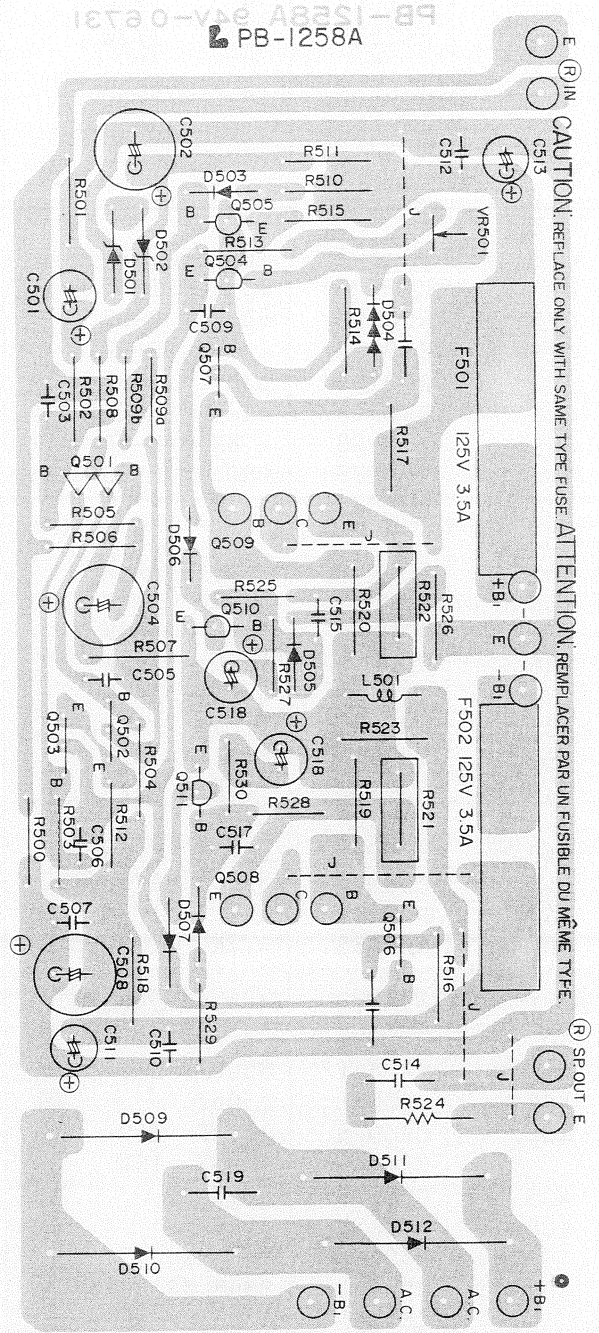 PB-1258A 94V-0 6731
L PB-1258A
E
(R) IN
C502
R511
C512
C513
D503
R510
R501
B
Q505
E
R515
J
VR501
D502
R513
D501
Q504
E
B
C501
C509
D504
R514
B
Q507
E
F501
125V 3.5A
CAUTION: REPLACE ONLY WITH SAME TYPE FUSE.
ATTENTION: REMPLACER PAR UN FUSIBLE DU MÊME TYPE.
C503
R502
R508
R509b
R509a
R517
Q501
B
B
R505
R506
D506
Q509
B
C
E
J
C504
R525
Q510
E
B
C515
R520
R522
R526
+B1
E
-B1
R507
C505
C518
R527
D505
L501
B
Q503
Q502
E
R504
E
Q511
B
R530
C518
R523
F502 125V 3.5A
R500
R503
C506
R512
R528
R519
R521
C517
J
Q508
E
C
B
C507
D507
E
Q506
B
C508
R518
R516
J
C511
C510
R529
(R) SP.OUT
C514
J
R524
E
D509
D511
C519
D512
D510
-B1
A.C.
A.C.
+B1